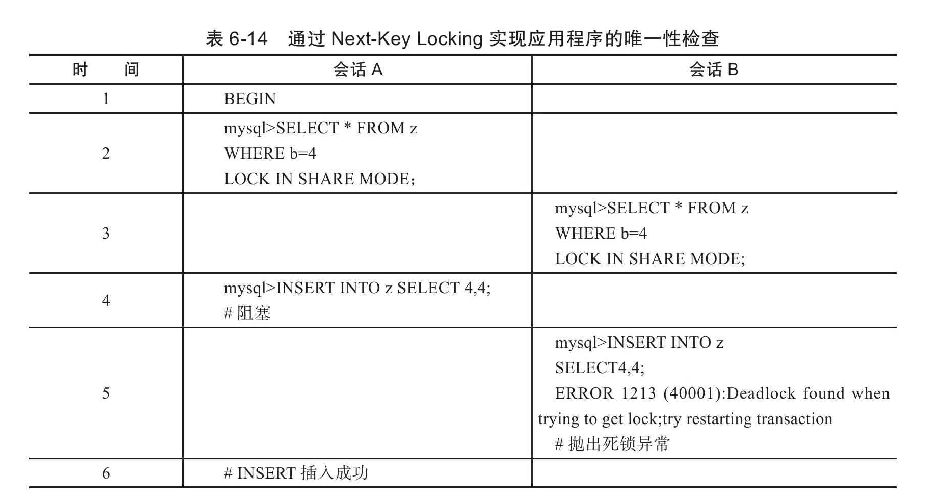 表 6-14 通过 Next-Key Locking 实现应用程序的唯一性检查
时 间 会话 A 会话 B
1 BEGIN
mysql>SELECT * FROM z
2 WHERE b=4
LOCK IN SHARE MODE;
mysql>SELECT * FROM z
3 WHERE b=4
LOCK IN SHARE MODE;
4 mysql>INSERT INTO z SELECT 4,4;
# 阻塞
mysql>INSERT INTO z
SELECT4,4;
5 ERROR 1213 (40001):Deadlock found when
trying to get lock;try restarting transaction
# 抛出死锁异常
6 # INSERT 插入成功